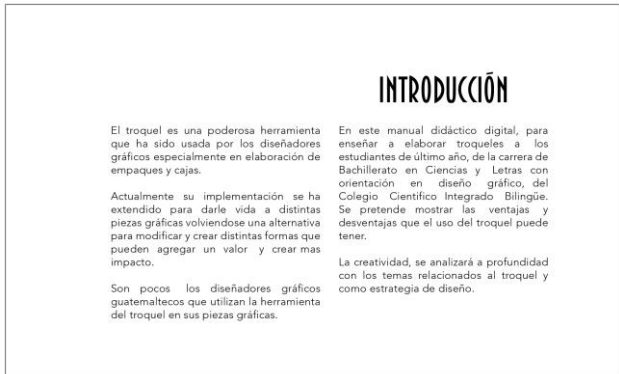 INTRODUCCIÓN
El troquel es una poderosa herramienta
que ha sido usada por los diseñadores
gráficos especialmente en elaboración de
empaques y cajas.
Actualmente su implementación se ha
extendido para darle vida a distintas
piezas gráficas volviendose una alternativa
para modificar y crear distintas formas que
pueden agregar un valor y crear mas
impacto.
Son pocos los diseñadores gráficos
guatemaltecos que utilizan la herramienta
del troquel en sus piezas gráficas.
En este manual didáctico digital, para
enseñar a elaborar troqueles a los
estudiantes de último año, de la carrera de
Bachillerato en Ciencias y Letras con
orientación en diseño gráfico, del
Colegio Cientifico Integrado Bilingüe.
Se pretende mostrar las ventajas y
desventajas que el uso del troquel puede
tener.
La creatividad, se analizará a profundidad
con los temas relacionados al troquel y
como estrategia de diseño.